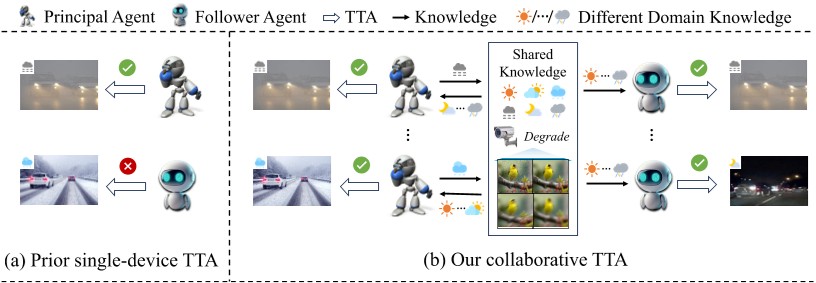 Principal Agent Follower Agent TTA Knowledge / ··· / Different Domain Knowledge
Shared
Knowledge
Degrade
(a) Prior single-device TTA
(b) Our collaborative TTA